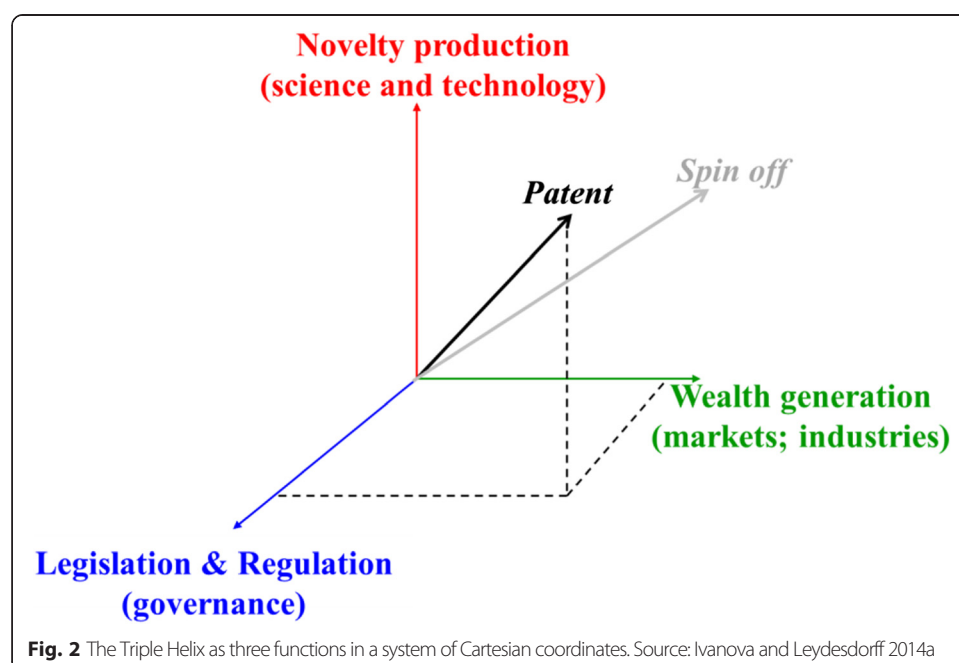 Novelty production
(science and technology)
Spin off
Patent
Wealth generation
(markets; industries)
Legislation & Regulation
(governance)
Fig. 2 The Triple Helix as three functions in a system of Cartesian coordinates. Source: Ivanova and Leydesdorff 2014a